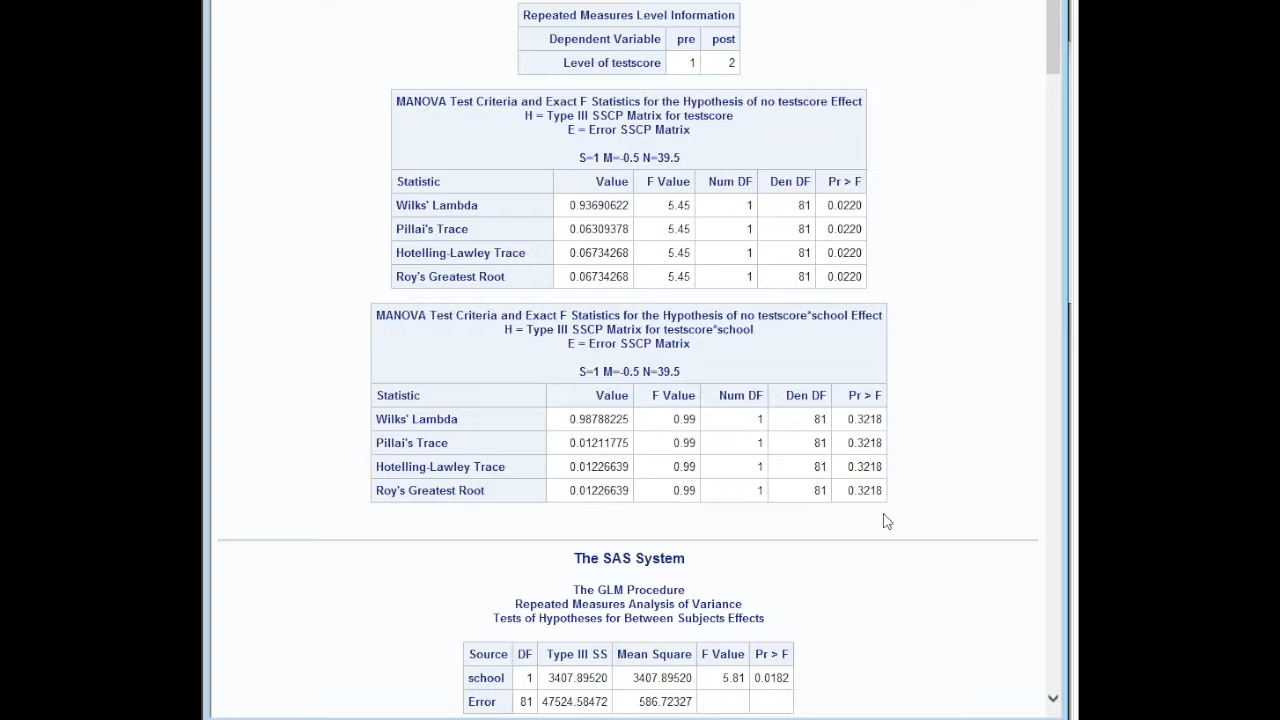 Repeated Measures Level Information
Dependent Variable pre post
Level of testscore 1 2
MANOVA Test Criteria and Exact F Statistics for the Hypothesis of no testscore Effect
H = Type III SSCP Matrix for testscore
E = Error SSCP Matrix
S=1 M=-0.5 N=39.5
Statistic Value F Value Num DF Den DF Pr > F
Wilks' Lambda 0.93690622 5.45 1 81 0.0220
Pillai's Trace 0.06309378 5.45 1 81 0.0220
Hotelling-Lawley Trace 0.06734268 5.45 1 81 0.0220
Roy's Greatest Root 0.06734268 5.45 1 81 0.0220
MANOVA Test Criteria and Exact F Statistics for the Hypothesis of no testscore*school Effect
H = Type III SSCP Matrix for testscore*school
E = Error SSCP Matrix
S=1 M=-0.5 N=39.5
Statistic Value F Value Num DF Den DF Pr > F
Wilks' Lambda 0.98788225 0.99 1 81 0.3218
Pillai's Trace 0.01211775 0.99 1 81 0.3218
Hotelling-Lawley Trace 0.01226639 0.99 1 81 0.3218
Roy's Greatest Root 0.01226639 0.99 1 81 0.3218
The SAS System
The GLM Procedure
Repeated Measures Analysis of Variance
Tests of Hypotheses for Between Subjects Effects
Source DF Type III SS Mean Square F Value Pr > F
school 1 3407.89520 3407.89520 5.81 0.0182
Error 81 47524.58472 586.72327